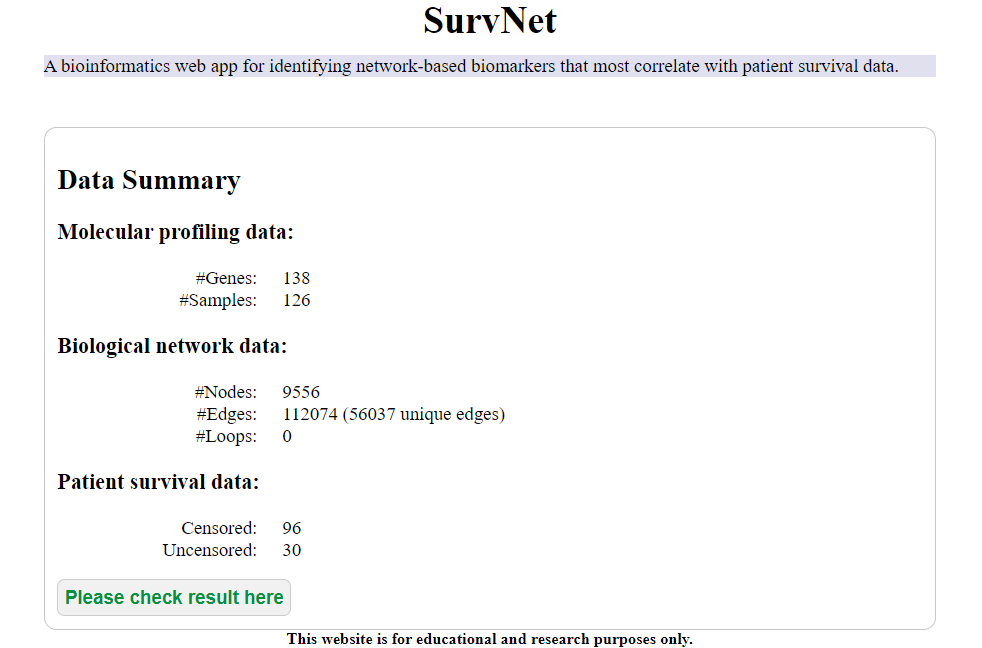 SurvNet
A bioinformatics web app for identifying network-based biomarkers that most correlate with patient survival data.
Data Summary
Molecular profiling data:
#Genes: 138
#Samples: 126
Biological network data:
#Nodes: 9556
#Edges: 112074 (56037 unique edges)
#Loops: 0
Patient survival data:
Censored: 96
Uncensored: 30
Please check result here
This website is for educational and research purposes only.